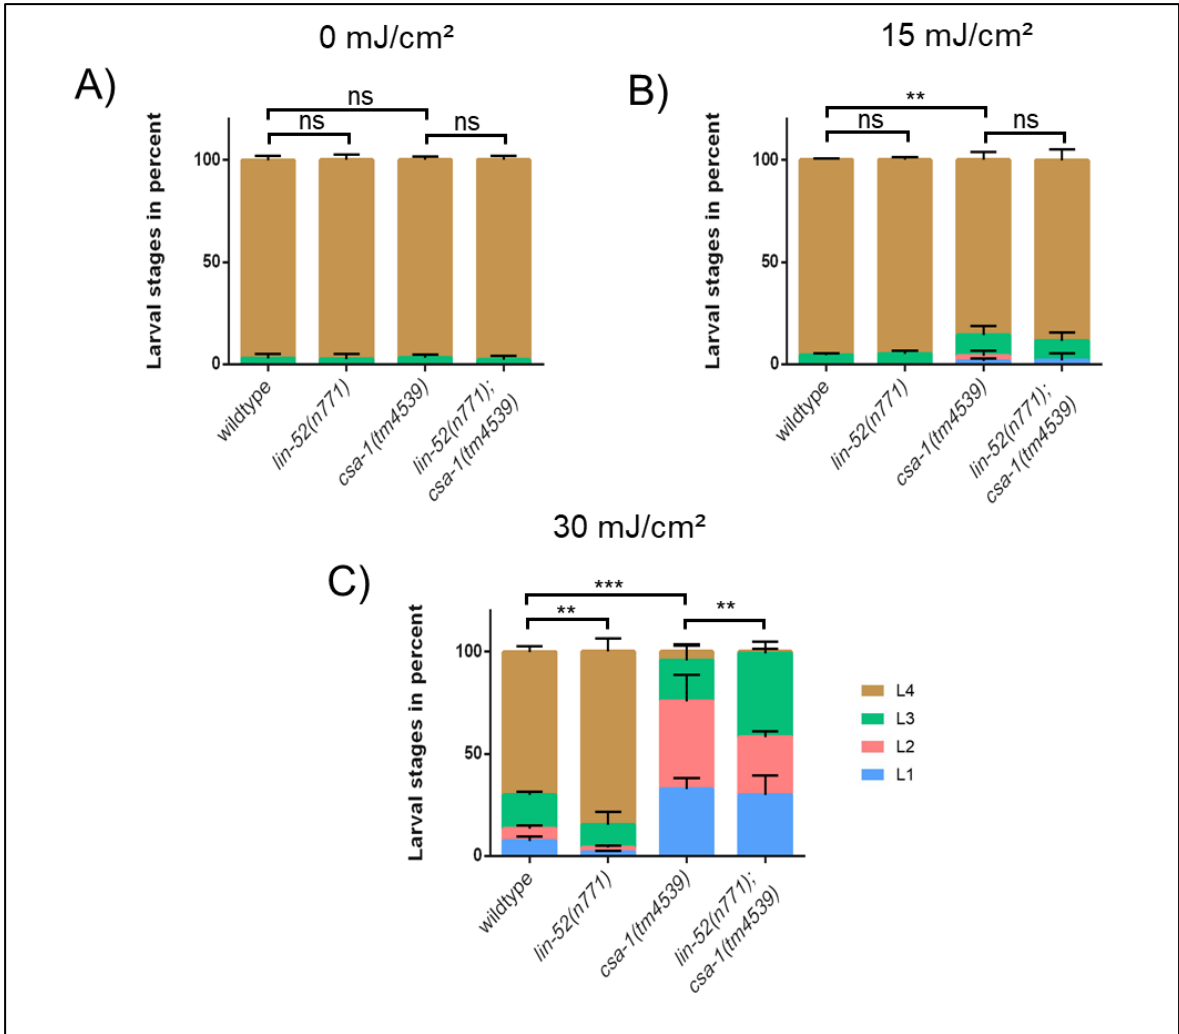 0 mJ/cm²
A)
ns
ns
ns
Larval stages in percent
100
50
0
wildtype
lin-52(n771)
csa-1(tm4539)
lin-52(n771);
csa-1(tm4539)
15 mJ/cm²
B)
**
ns
ns
Larval stages in percent
100
50
0
wildtype
lin-52(n771)
csa-1(tm4539)
lin-52(n771);
csa-1(tm4539)
30 mJ/cm²
C)
***
**
**
Larval stages in percent
100
50
0
wildtype
lin-52(n771)
csa-1(tm4539)
lin-52(n771);
csa-1(tm4539)
L4
L3
L2
L1